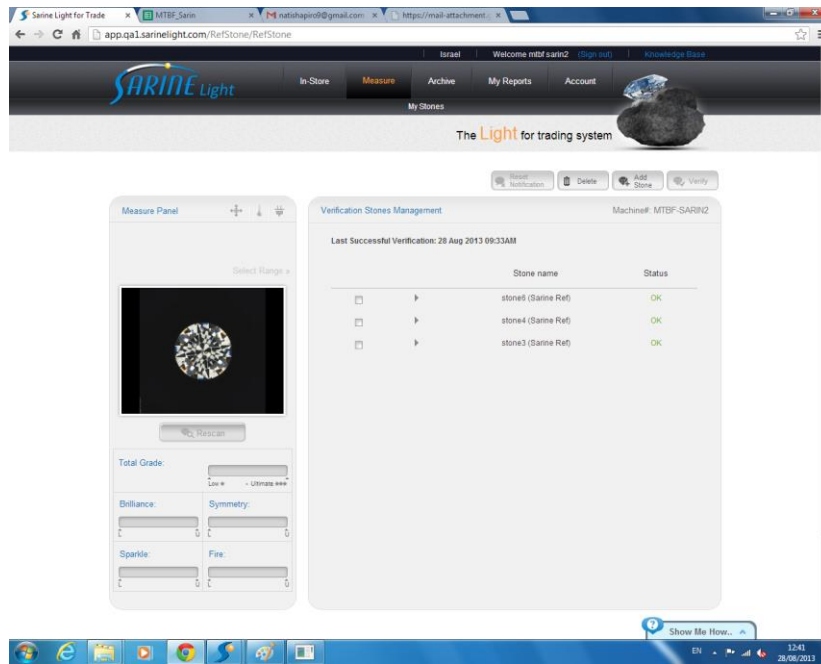 Sarine Light for Trade
MTBF_Sarin
natishapiro9@gmail.com
https://mail-attachment
app.qa1.sarinelight.com/RefStone/RefStone
Israel
Welcome mtbf sarin2 (Sign out)
Knowledge Base
SARINE Light
In-Store
Measure
Archive
My Reports
Account
My Stones
The Light for trading system
Reset Notification
Delete
Add Stone
Verify
Measure Panel
Verification Stones Management
Machine#: MTBF-SARIN2
Last Successful Verification: 28 Aug 2013 09:33AM
Select Range
Stone name
Status
stone6 (Sarine Ref)
OK
stone4 (Sarine Ref)
OK
stone3 (Sarine Ref)
OK
Rescan
Total Grade:
Low
Ultimate
Brilliance:
Symmetry:
Sparkle:
Fire:
Show Me How..
EN
12:41
28/08/2013